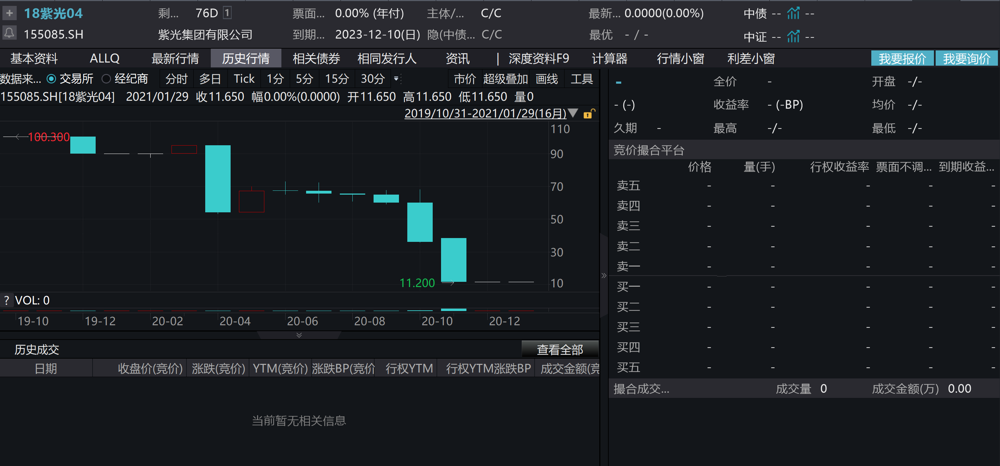 18紫光04 剩... 76D 1 票面... 0.00% (年付) 主体/... C/C 最新... 0.0000(0.00%) 中债 -- --
155085.SH 紫光集团有限公司 到期... 2023-12-10(日) 隐(中债... C/C 最优 - / - 中证 -- --
基本资料 ALLQ 最新行情 历史行情 相关债券 相同发行人 资讯 | 深度资料F9 计算器 行情小窗 利差小窗 我要报价 我要询价
数据来... 交易所 经纪商 分时 多日 Tick 1分 5分 15分 30分 市价 超级叠加 画线 工具
155085.SH[18紫光04] 2021/01/29 收11.650 幅0.00%(0.0000) 开11.650 高11.650 低11.650 量0
2019/10/31-2021/01/29(16月)
110
100.300
90
70
50
30
11.200
10
? VOL: 0
19-10 19-12 20-02 20-04 20-06 20-08 20-10 20-12
历史成交 查看全部
日期 收盘价(竞价) 涨跌(竞价) YTM(竞价) 涨跌BP(竞价 行权YTM 行权YTM涨跌BP 成交金额(竞
当前暂无相关信息
- 全价 - 开盘 -/-
- (-) 收益率 - (-BP) 均价 -/-
久期 - 最高 -/- 最低 -/-
竞价撮合平台
价格 量(手) 行权收益率 票面不调... 到期收益...
卖五 - - - - -
卖四 - - - - -
卖三 - - - - -
卖二 - - - - -
卖一 - - - - -
买一 - - - - -
买二 - - - - -
买三 - - - - -
买四 - - - - -
买五 - - - - -
撮合成交... 成交量 0 成交金额(万) 0.00